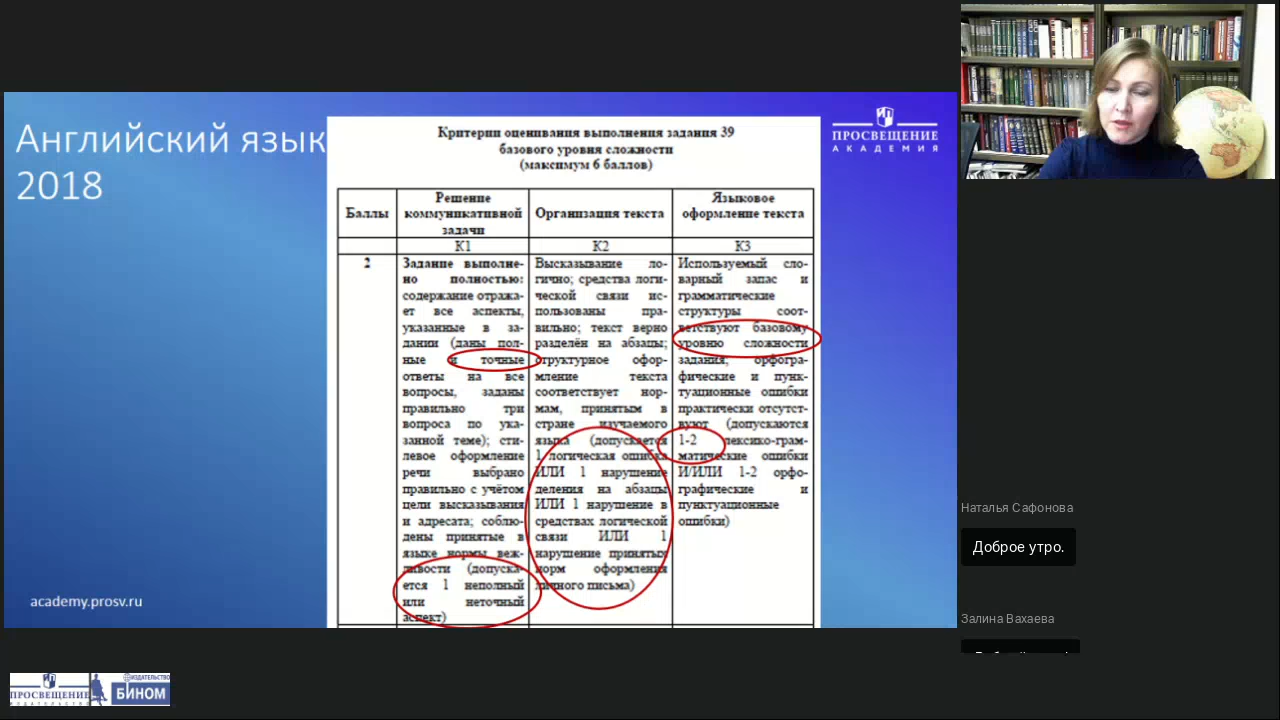 Английский язык
2018
ПРОСВЕЩЕНИЕ
АКАДЕМИЯ
Критерии оценивания выполнения задания 39
базового уровня сложности
(максимум 6 баллов)
Баллы
Решение
коммуникативной
задачи
Организация текста
Языковое
оформление текста
К1
К2
К3
2
Задание выполне-
но полностью:
содержание отража-
ет все аспекты,
указанные в за-
дании (даны пол-
ные и точные
ответы на все
вопросы, заданы
правильно три
вопроса по ука-
занной теме); сти-
левое оформление
речи выбрано
правильно с учётом
цели высказывания
и адресата; соблю-
дены принятые в
языке нормы веж-
ливости (допуска-
ется 1 неполный
или неточный
аспект)
Высказывание ло-
гично; средства логи-
ческой связи ис-
пользованы пра-
вильно; текст верно
разделён на абзацы;
структурное офор-
мление текста
соответствует нор-
мам, принятым в
стране изучаемого
языка (допускается
1 логическая ошибка
ИЛИ 1 нарушение
деления на абзацы
ИЛИ 1 нарушение в
средствах логической
связи ИЛИ 1
нарушение принятых
норм оформления
личного письма)
Используемый сло-
варный запас и
грамматические
структуры соот-
ветствуют базовому
уровню сложности
задания, орфогра-
фические и пунк-
туационные ошибки
практически отсутст-
вуют (допускаются
1-2 лексико-грам-
матические ошибки
И/ИЛИ 1-2 орфо-
графические и
пунктуационные
ошибки)
academy.prosv.ru
ПРОСВЕЩЕНИЕ
ИЗДАТЕЛЬСТВО
ИЗДАТЕЛЬСТВО
БИНОМ
Наталья Сафонова
Доброе утро.
Залина Вахаева